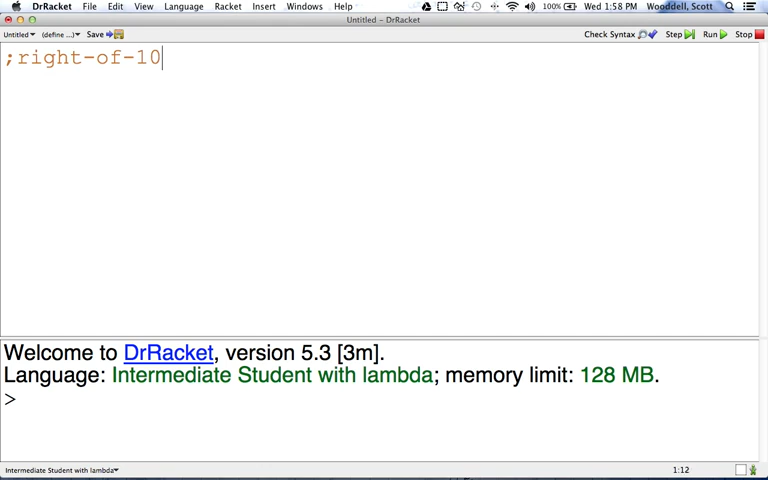 DrRacket File Edit View Language Racket Insert Windows Help 100% Wed 1:58 PM Wooddell, Scott
Untitled - DrRacket
Untitled (define ...) Save Check Syntax Step Run Stop
;right-of-10
Welcome to DrRacket, version 5.3 [3m].
Language: Intermediate Student with lambda; memory limit: 128 MB.
>
Intermediate Student with lambda 1:12